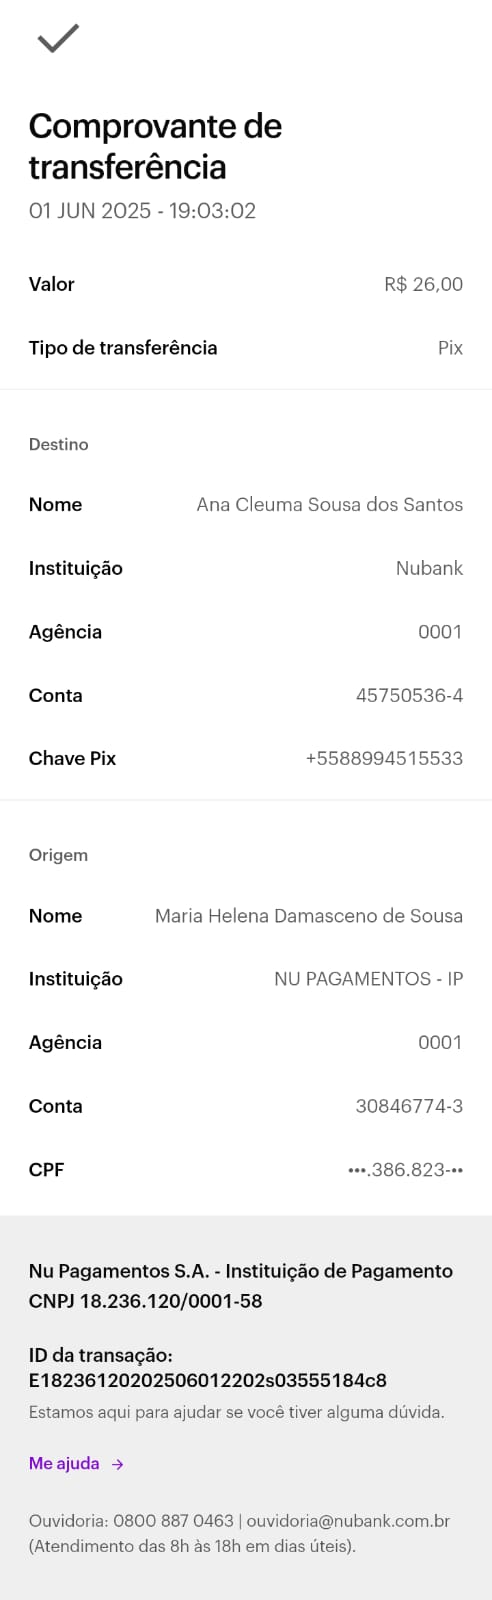 Comprovante de
transferência
01 JUN 2025 - 19:03:02
Valor R$ 26,00
Tipo de transferência Pix
Destino
Nome Ana Cleuma Sousa dos Santos
Instituição Nubank
Agência 0001
Conta 45750536-4
Chave Pix +5588994515533
Origem
Nome Maria Helena Damasceno de Sousa
Instituição NU PAGAMENTOS - IP
Agência 0001
Conta 30846774-3
CPF •••.386.823-••
Nu Pagamentos S.A. - Instituição de Pagamento
CNPJ 18.236.120/0001-58
ID da transação:
E18236120202506012202s03555184c8
Estamos aqui para ajudar se você tiver alguma dúvida.
Me ajuda →
Ouvidoria: 0800 887 0463 | ouvidoria@nubank.com.br
(Atendimento das 8h às 18h em dias úteis).